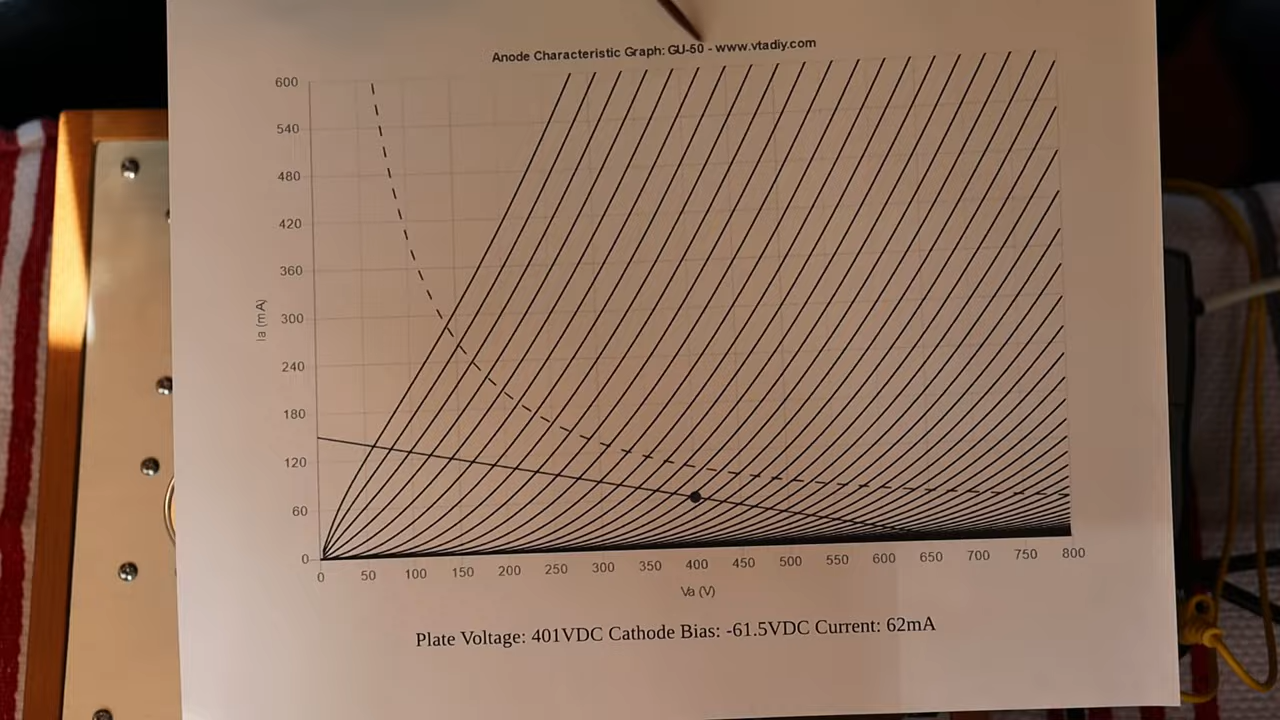 Anode Characteristic Graph: GU-50 - www.vtadiy.com
600
540
480
420
360
300
240
180
120
60
0
Ia (mA)
0 50 100 150 200 250 300 350 400 450 500 550 600 650 700 750 800
Va (V)
Plate Voltage: 401VDC Cathode Bias: -61.5VDC Current: 62mA